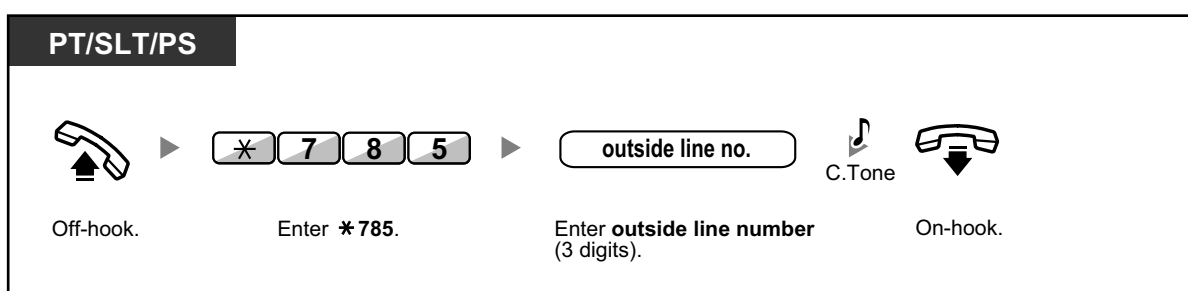 PT/SLT/PS
* 7 8 5
outside line no.
C.Tone
Off-hook.
Enter *785.
Enter outside line number
(3 digits).
On-hook.